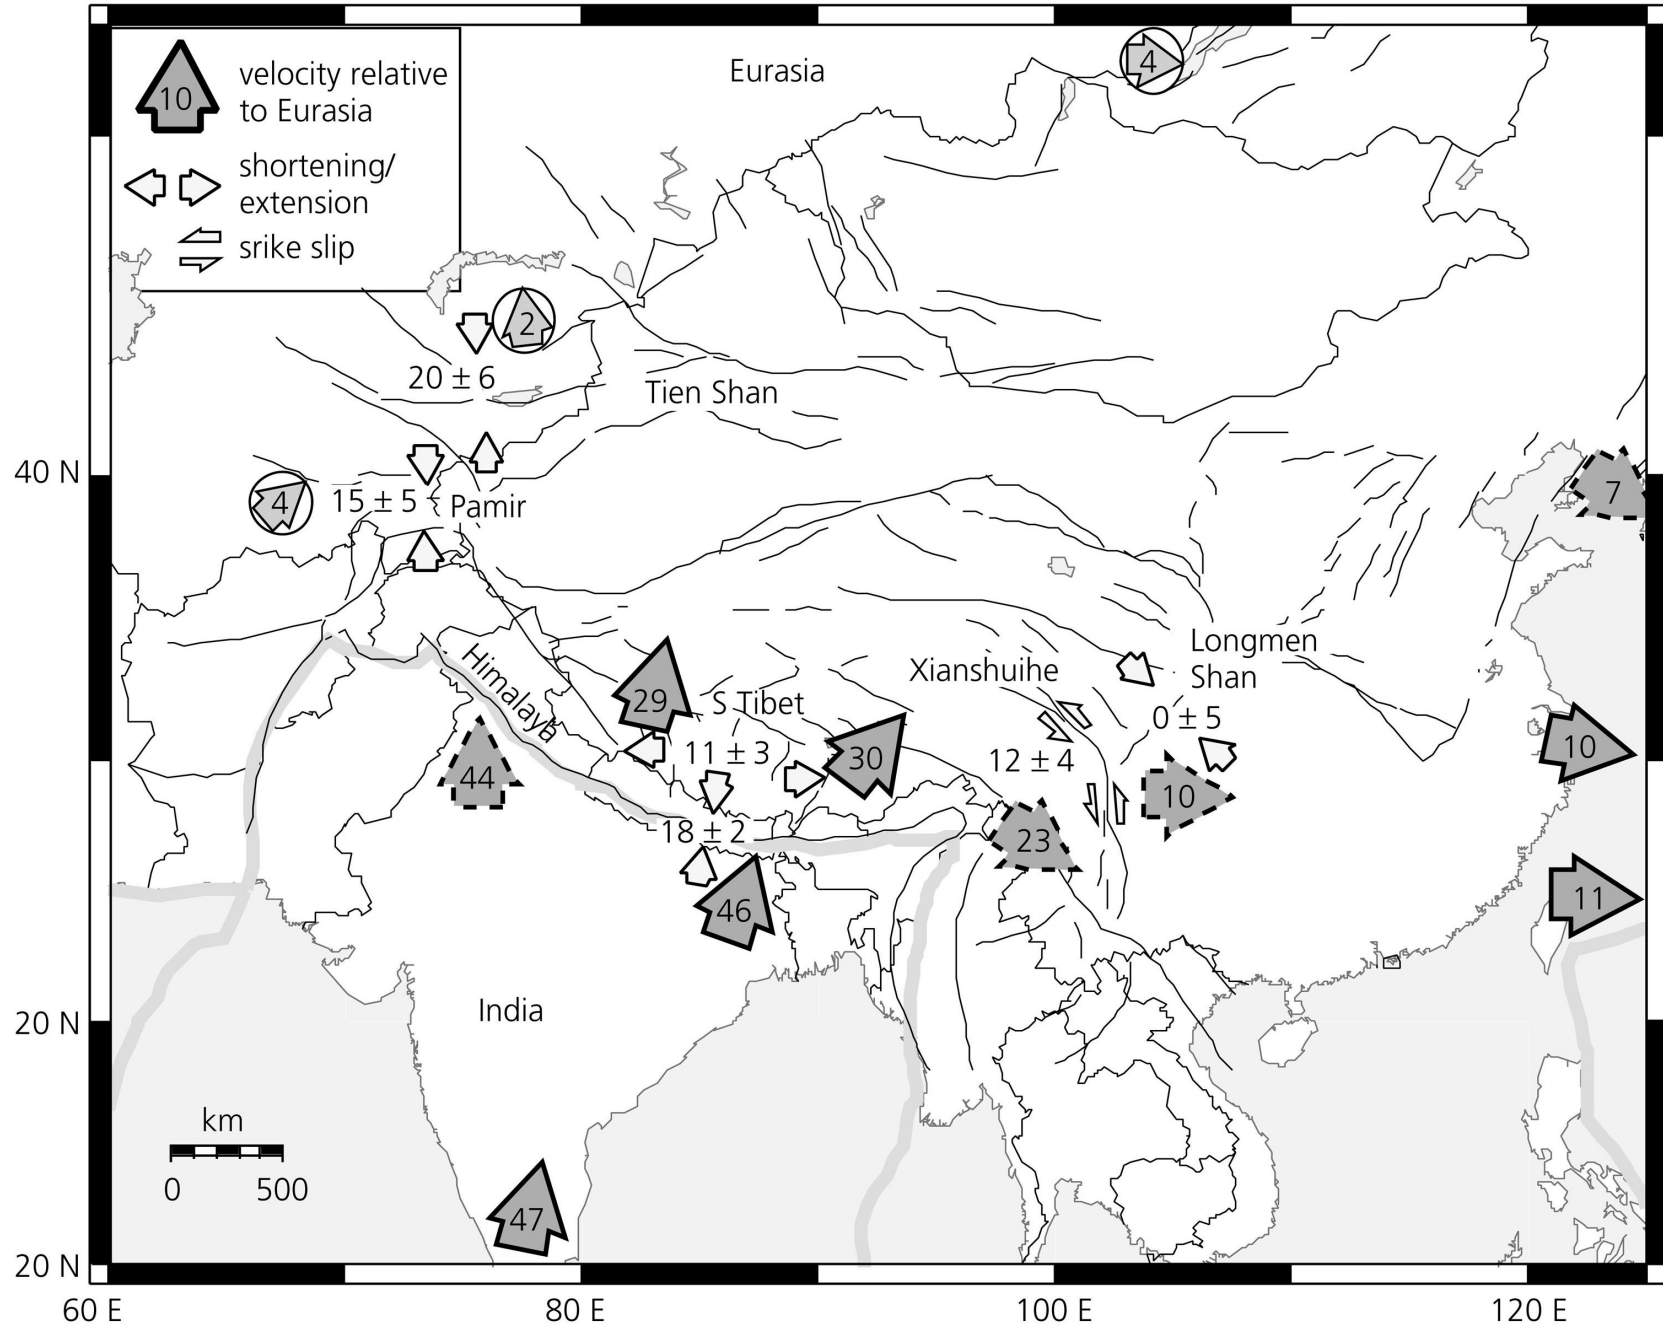 Eurasia
4
10
velocity relative
to Eurasia
shortening/
extension
srike slip
2
20 ± 6
Tien Shan
40 N
4
15 ± 5
Pamir
7
Himalaya
29
S Tibet
Xianshuihe
Longmen
Shan
0 ± 5
44
11 ± 3
30
12 ± 4
10
10
18 ± 2
23
46
11
India
20 N
km
0 500
47
20 N
60 E 80 E 100 E 120 E